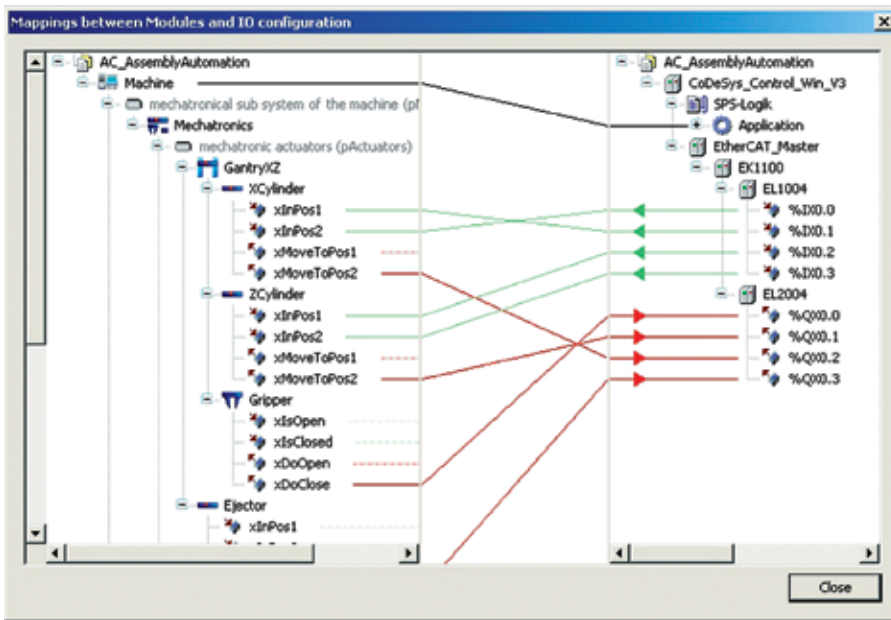 Mappings between Modules and IO configuration
AC_AssemblyAutomation
Machine
mechatronical sub system of the machine
Mechatronics
mechatronic actuators (pActuators)
GantryXZ
XCylinder
xInPos1
xInPos2
xMoveToPos1
xMoveToPos2
ZCylinder
xInPos1
xInPos2
xMoveToPos1
xMoveToPos2
Gripper
xIsOpen
xIsClosed
xDoOpen
xDoClose
Ejector
xInPos1
AC_AssemblyAutomation
CoDeSys_Control_Win_V3
SPS-Logik
Application
EtherCAT_Master
EK1100
EL1004
%IX0.0
%IX0.1
%IX0.2
%IX0.3
EL2004
%QX0.0
%QX0.1
%QX0.2
%QX0.3
Close